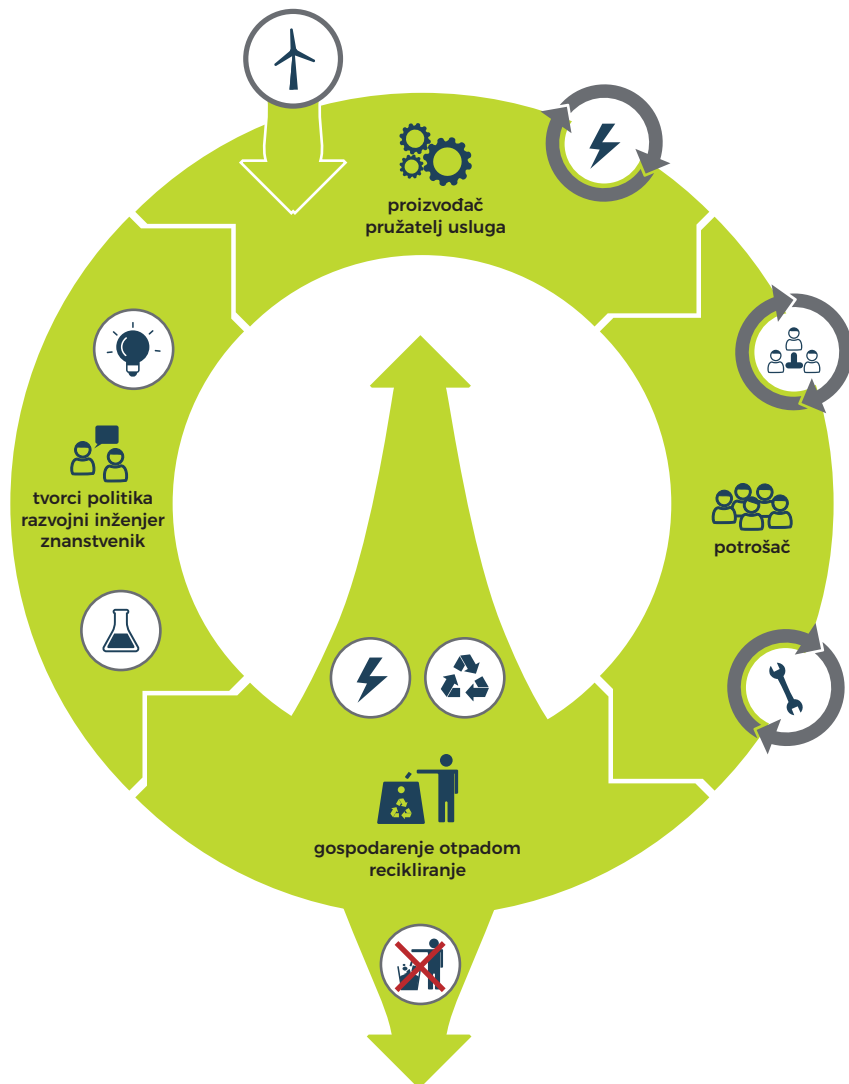 proizvođač
pružatelj usluga
tvorci politika
razvojni inženjer
znanstvenik
potrošač
gospodarenje otpadom
recikliranje